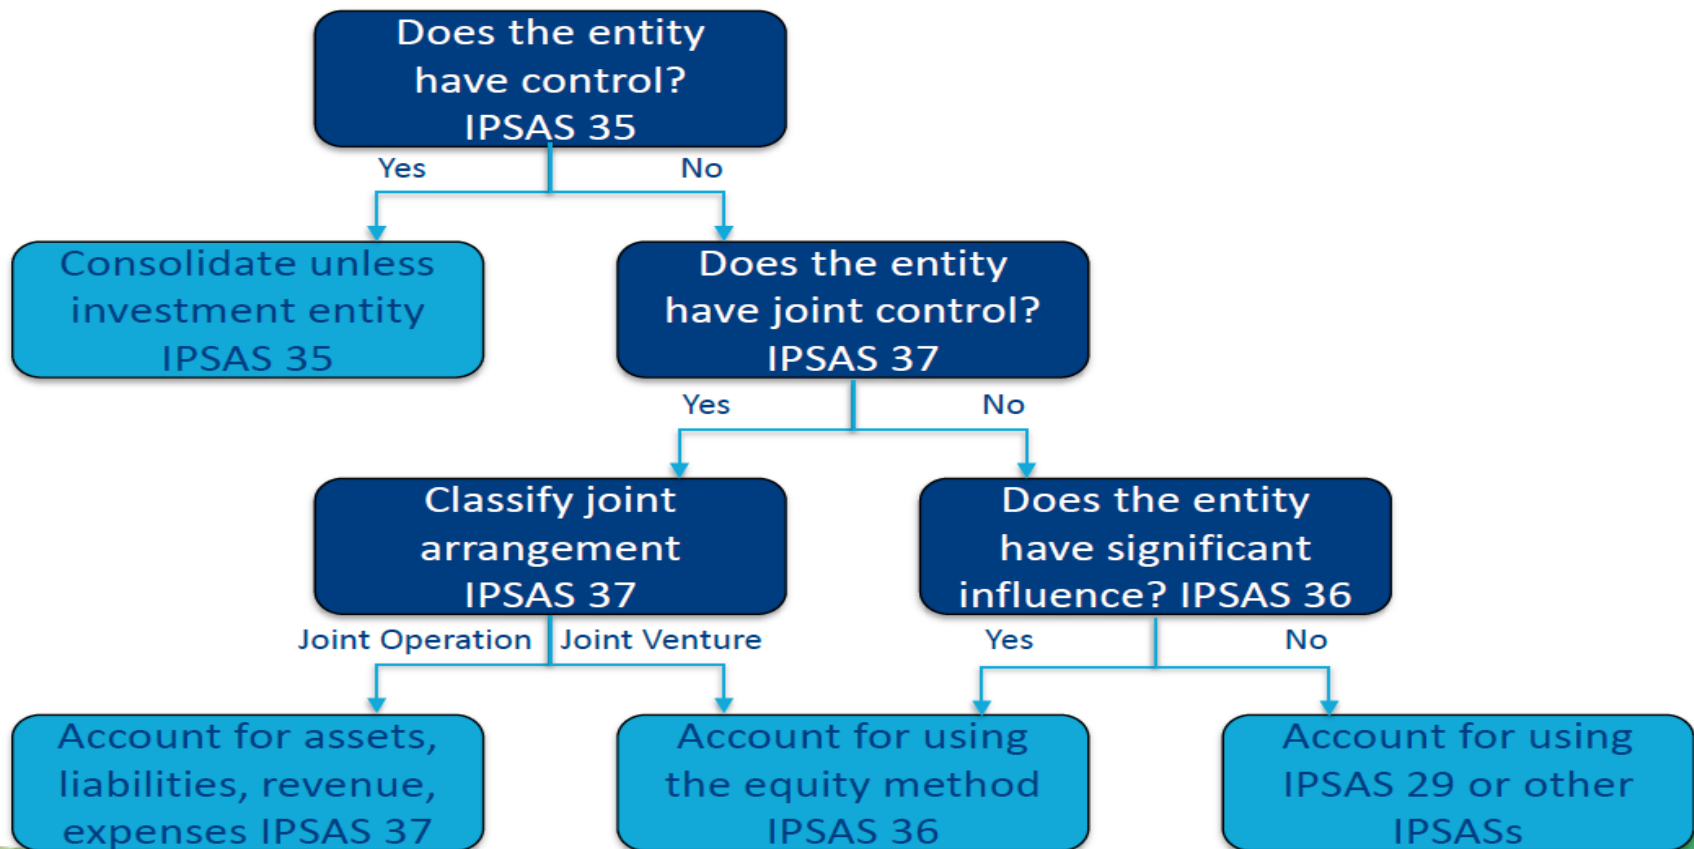 Does the entity
have control?
IPSAS 35
Yes
No
Consolidate unless
investment entity
IPSAS 35
Does the entity
have joint control?
IPSAS 37
Yes
No
Classify joint
arrangement
IPSAS 37
Does the entity
have significant
influence? IPSAS 36
Joint Operation
Joint Venture
Yes
No
Account for assets,
liabilities, revenue,
expenses IPSAS 37
Account for using
the equity method
IPSAS 36
Account for using
IPSAS 29 or other
IPSASs